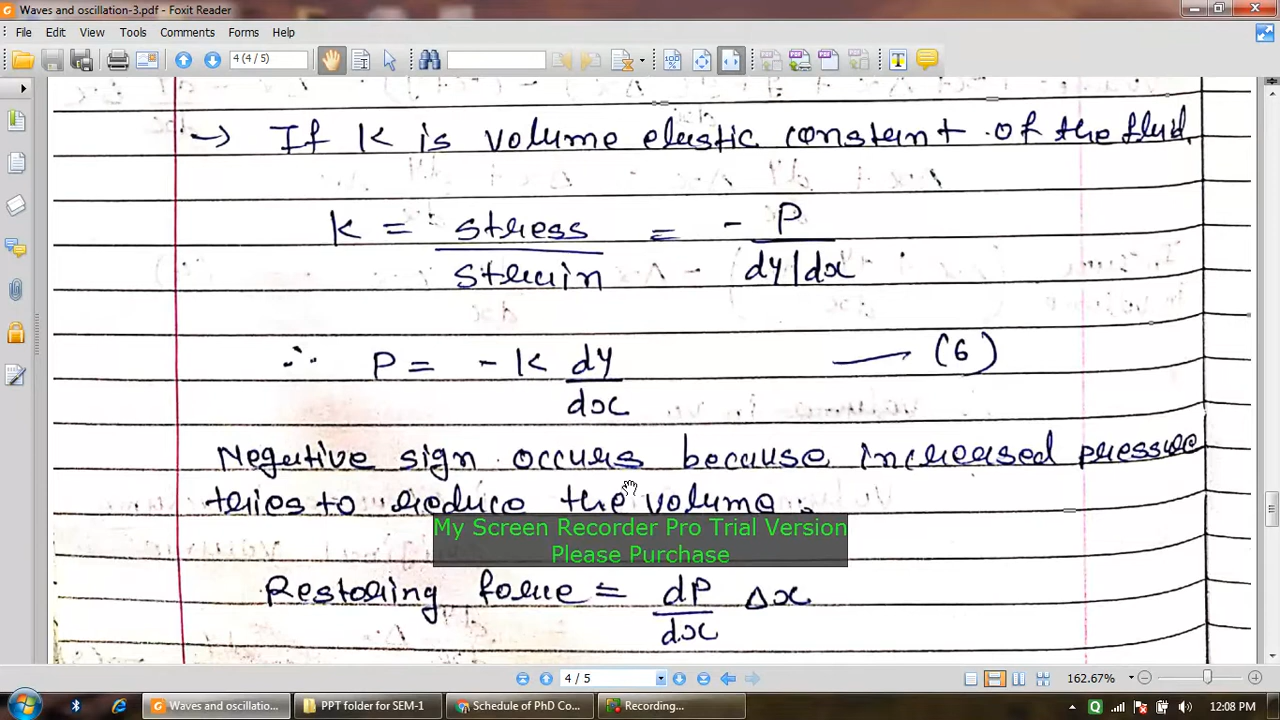 Waves and oscillation-3.pdf - Foxit Reader
File Edit View Tools Comments Forms Help
4 (4 / 5)
→ If K is volume elastic constant of the fluid.
K = stress / strain = - P / dy/dx
∴ P = - K dy/dx → (6)
Negative sign occurs because increased pressure
tries to reduce the volume.
My Screen Recorder Pro Trial Version
Please Purchase
Restoring force = dP/dx Δx
4 / 5
162.67%
Waves and oscillatio...
PPT folder for SEM-1
Schedule of PhD Co...
Recording...
12:08 PM